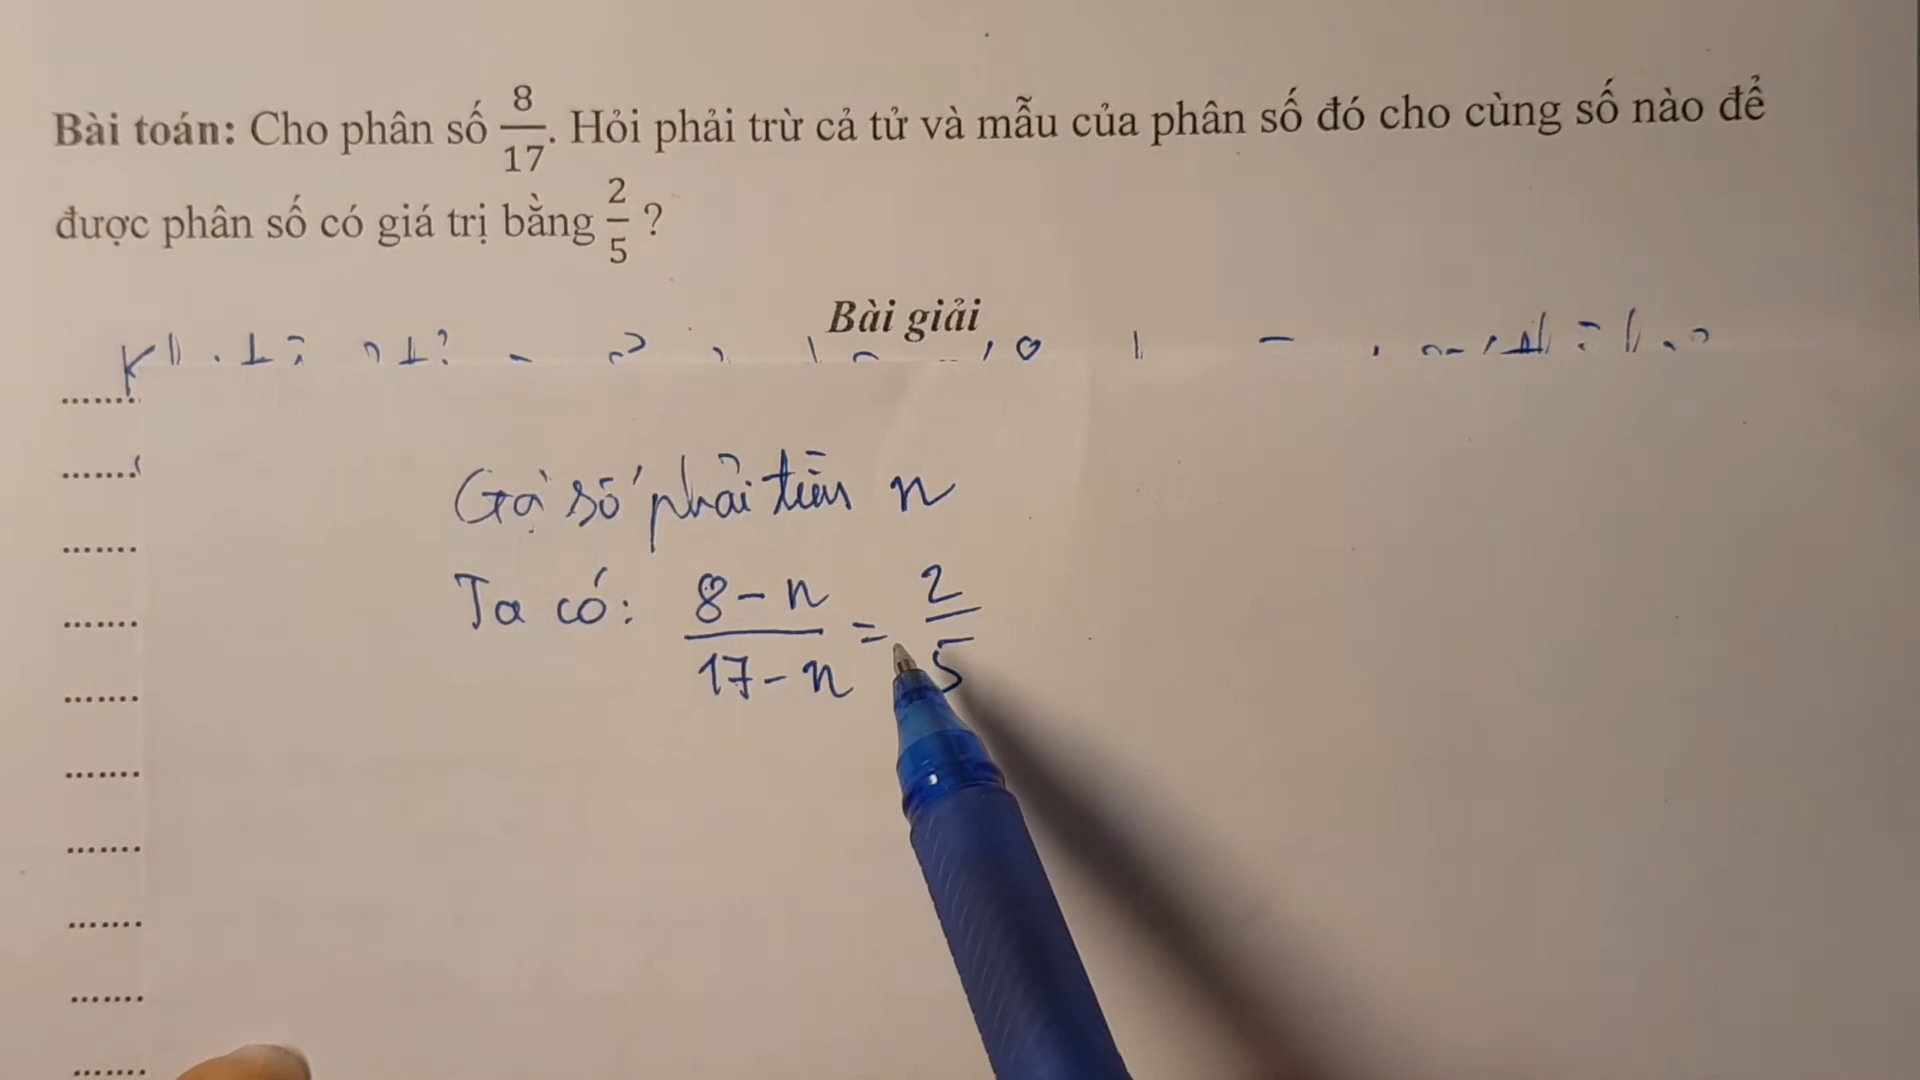 Bài toán: Cho phân số 8/17. Hỏi phải trừ cả tử và mẫu của phân số đó cho cùng số nào để
được phân số có giá trị bằng 2/5 ?
Bài giải
Gọi số phải tìm n
Ta có: 8-n/17-n = 2/5